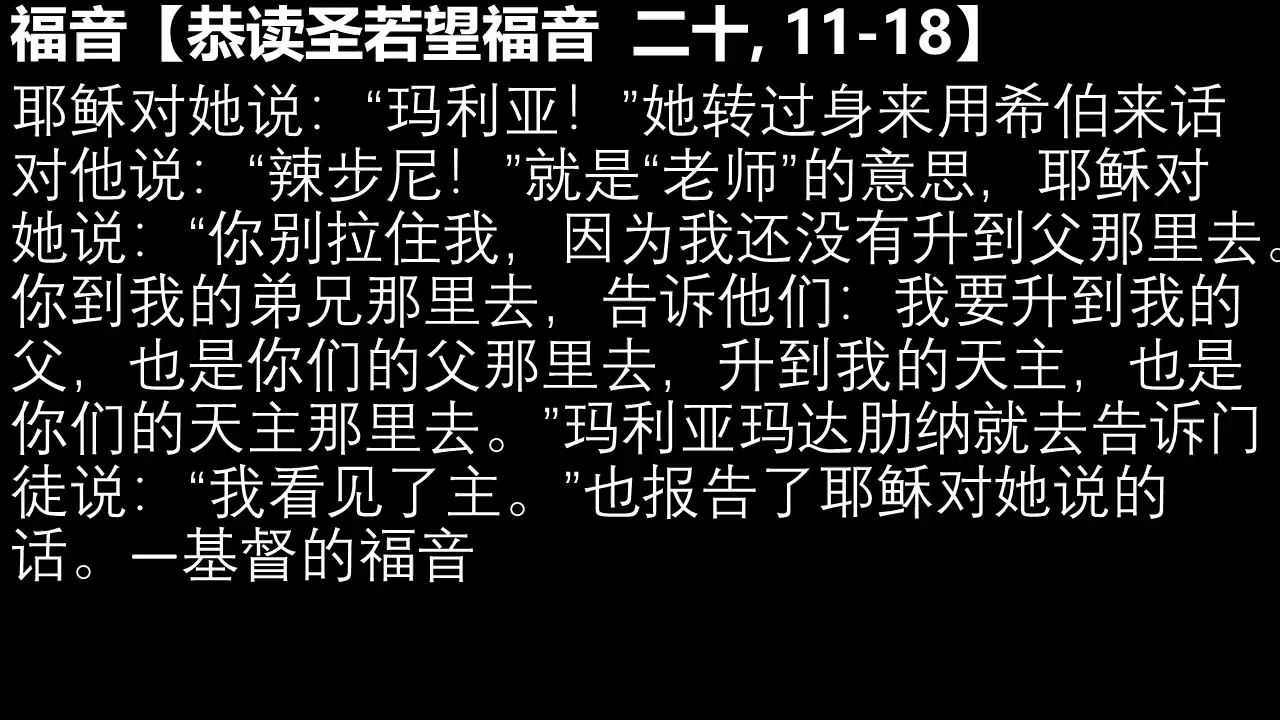 福音【恭读圣若望福音 二十, 11-18】
耶稣对她说：“玛利亚！”她转过身来用希伯来话
对他说：“辣步尼！”就是“老师”的意思，耶稣对
她说：“你别拉住我，因为我还没有升到父那里去。
你到我的弟兄那里去，告诉他们：我要升到我的
父，也是你们的父那里去，升到我的天主，也是
你们的天主那里去。”玛利亚玛达肋纳就去告诉门
徒说：“我看见了主。”也报告了耶稣对她说的
话。—基督的福音